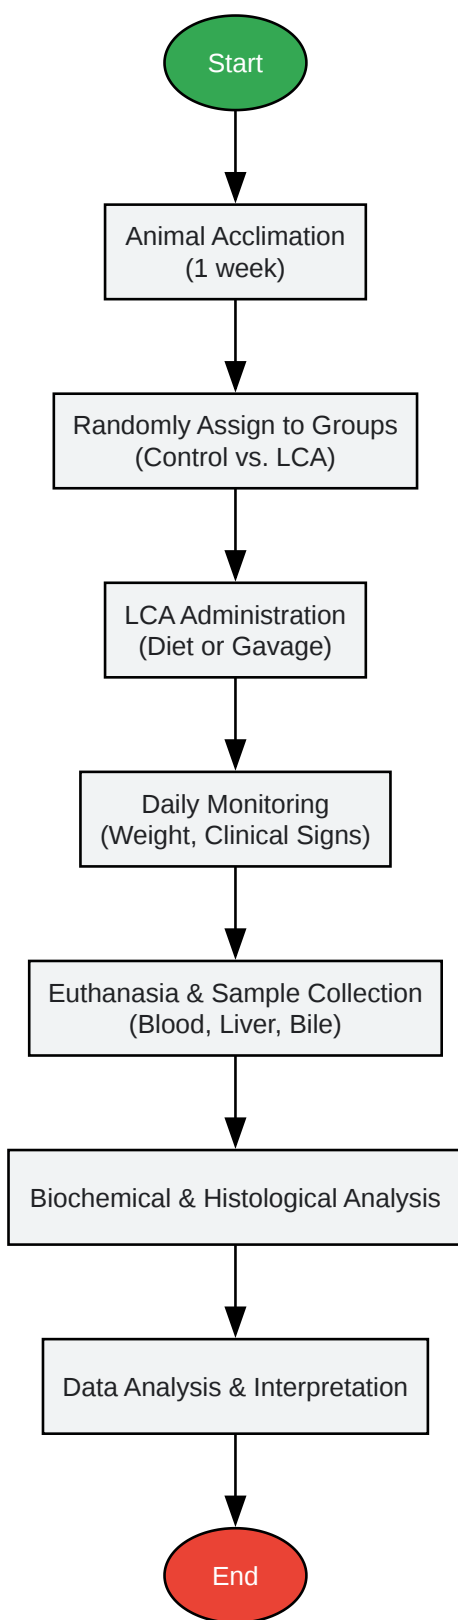 Start
Animal Acclimation
(1 week)
Randomly Assign to Groups
(Control vs. LCA)
LCA Administration
(Diet or Gavage)
Daily Monitoring
(Weight, Clinical Signs)
Euthanasia & Sample Collection
(Blood, Liver, Bile)
Biochemical & Histological Analysis
Data Analysis & Interpretation
End